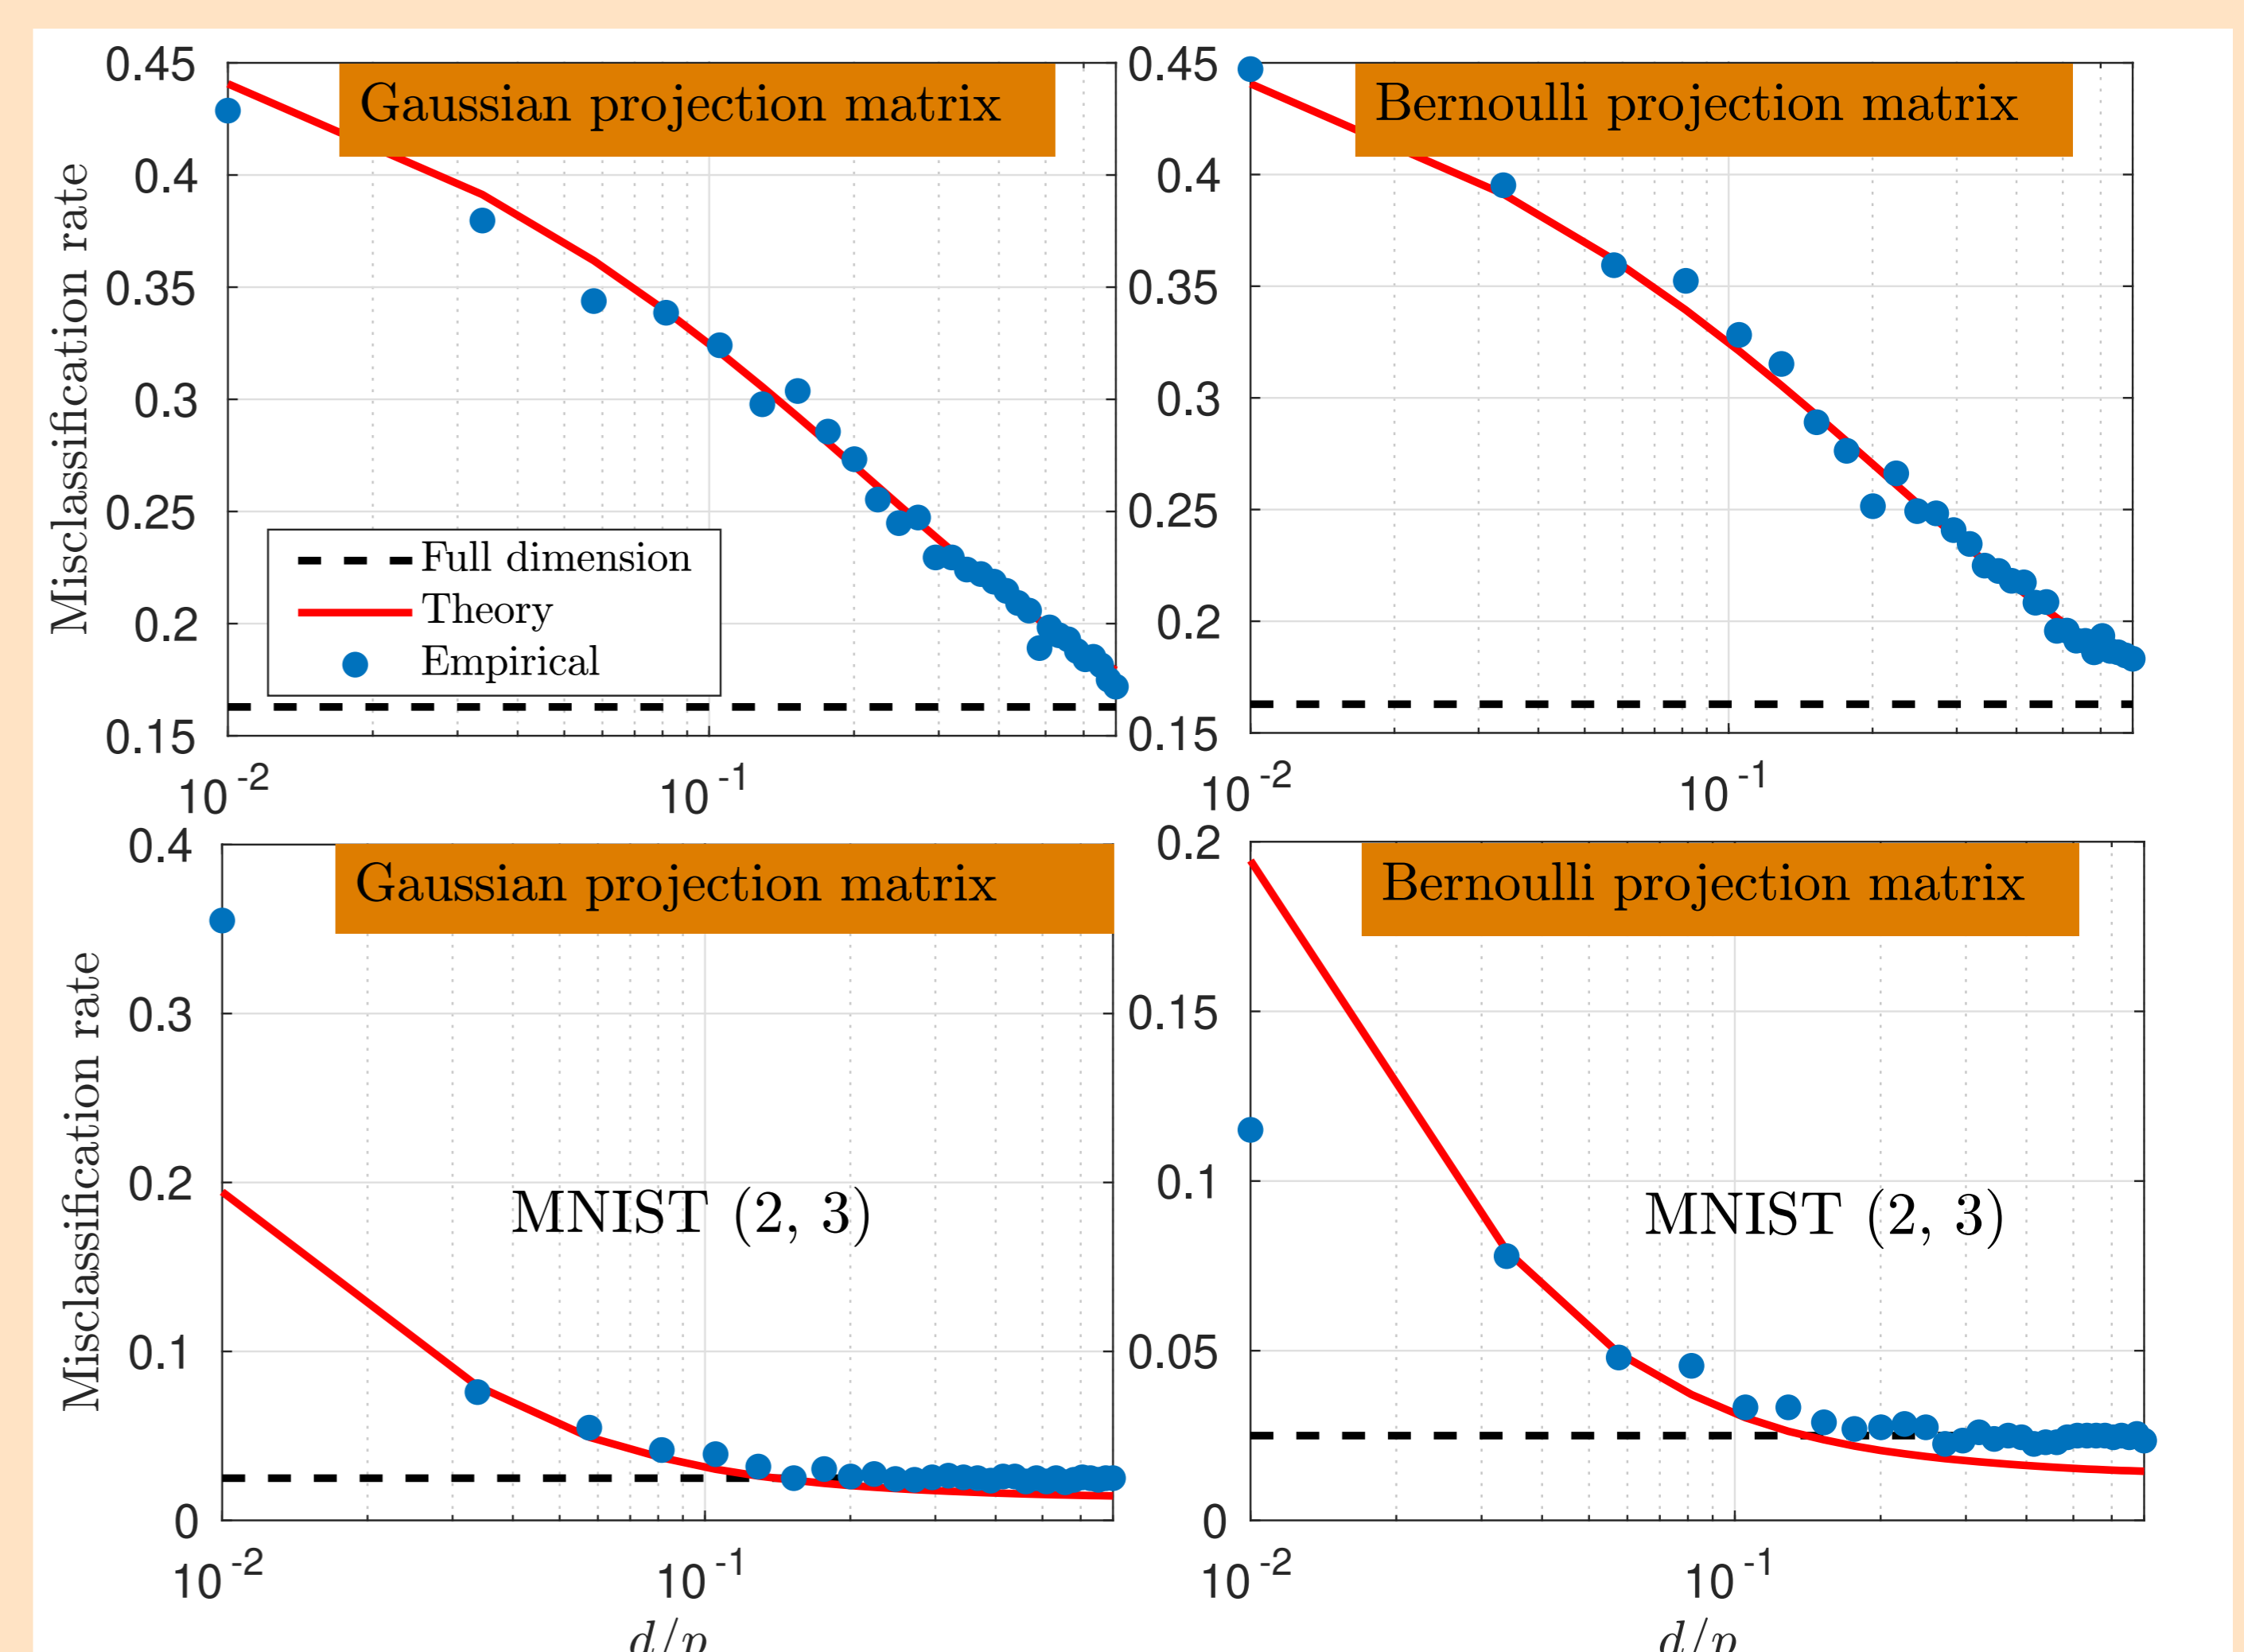 Gaussian projection matrix
Misclassification rate
0.45
0.4
0.35
0.3
0.25
0.2
0.15
Full dimension
Theory
Empirical
10^-2
10^-1
Bernoulli projection matrix
0.45
0.4
0.35
0.3
0.25
0.2
0.15
10^-2
10^-1
Gaussian projection matrix
Misclassification rate
0.4
0.3
0.2
0.1
0
MNIST (2, 3)
10^-2
10^-1
d/p
Bernoulli projection matrix
0.2
0.15
0.1
0.05
0
MNIST (2, 3)
10^-2
10^-1
d/p